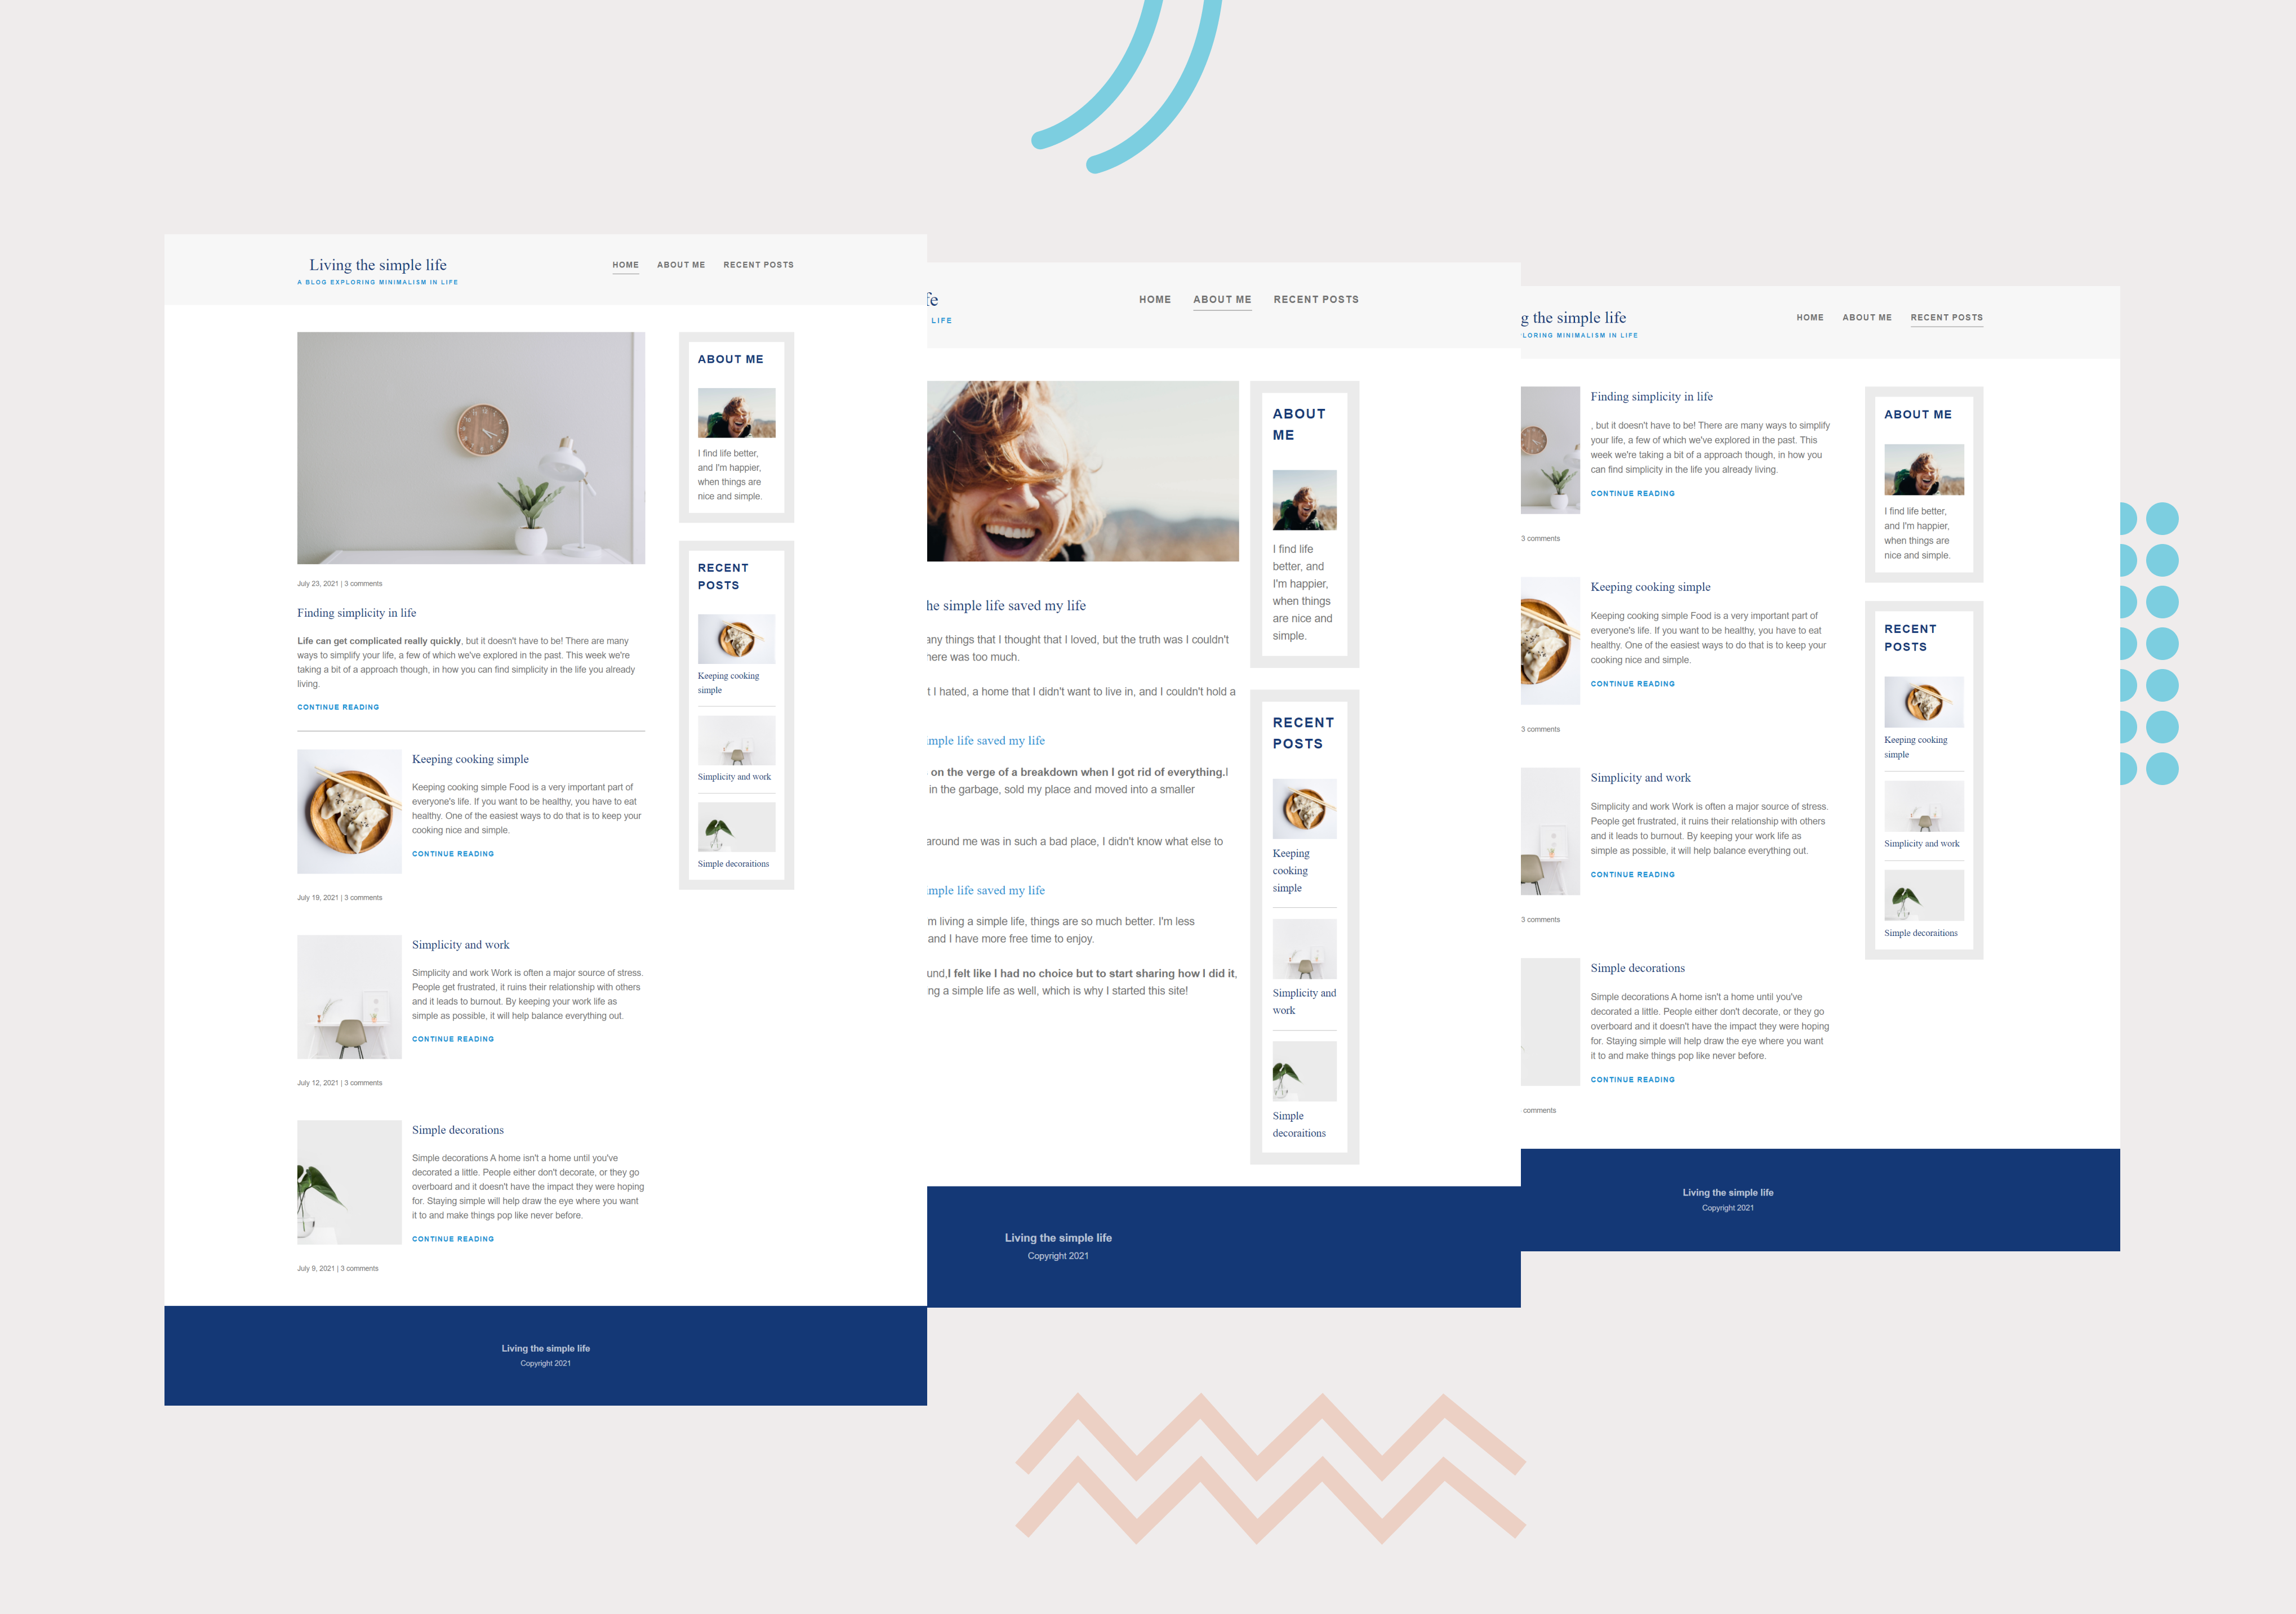 Living the simple life
A BLOG EXPLORING MINIMALISM IN LIFE
HOME ABOUT ME RECENT POSTS
July 23, 2021 | 3 comments
Finding simplicity in life
Life can get complicated really quickly, but it doesn't have to be! There are many
ways to simplify your life, a few of which we've explored in the past. This week we're
taking a bit of a approach though, in how you can find simplicity in the life you already
living.
CONTINUE READING
Keeping cooking simple
Keeping cooking simple Food is a very important part of
everyone's life. If you want to be healthy, you have to eat
healthy. One of the easiest ways to do that is to keep your
cooking nice and simple.
CONTINUE READING
July 19, 2021 | 3 comments
Simplicity and work
Simplicity and work Work is often a major source of stress.
People get frustrated, it ruins their relationship with others
and it leads to burnout. By keeping your work life as
simple as possible, it will help balance everything out.
CONTINUE READING
July 12, 2021 | 3 comments
Simple decorations
Simple decorations A home isn't a home until you've
decorated a little. People either don't decorate, or they go
overboard and it doesn't have the impact they were hoping
for. Staying simple will help draw the eye where you want
it to and make things pop like never before.
CONTINUE READING
July 9, 2021 | 3 comments
ABOUT ME
I find life better,
and I'm happier,
when things are
nice and simple.
RECENT
POSTS
Keeping cooking
simple
Simplicity and work
Simple decoraitions
Living the simple life
Copyright 2021
fe
LIFE
HOME ABOUT ME RECENT POSTS
he simple life saved my life
any things that I thought that I loved, but the truth was I couldn't
here was too much.
t I hated, a home that I didn't want to live in, and I couldn't hold a
imple life saved my life
on the verge of a breakdown when I got rid of everything.I
in the garbage, sold my place and moved into a smaller
around me was in such a bad place, I didn't know what else to
imple life saved my life
m living a simple life, things are so much better. I'm less
and I have more free time to enjoy.
und,I felt like I had no choice but to start sharing how I did it,
ng a simple life as well, which is why I started this site!
ABOUT
ME
I find life
better, and
I'm happier,
when things
are nice and
simple.
RECENT
POSTS
Keeping
cooking
simple
Simplicity and
work
Simple
decoraitions
Living the simple life
Copyright 2021
g the simple life
LORING MINIMALISM IN LIFE
HOME ABOUT ME RECENT POSTS
Finding simplicity in life
, but it doesn't have to be! There are many ways to simplify
your life, a few of which we've explored in the past. This
week we're taking a bit of a approach though, in how you
can find simplicity in the life you already living.
CONTINUE READING
3 comments
Keeping cooking simple
Keeping cooking simple Food is a very important part of
everyone's life. If you want to be healthy, you have to eat
healthy. One of the easiest ways to do that is to keep your
cooking nice and simple.
CONTINUE READING
3 comments
Simplicity and work
Simplicity and work Work is often a major source of stress.
People get frustrated, it ruins their relationship with others
and it leads to burnout. By keeping your work life as
simple as possible, it will help balance everything out.
CONTINUE READING
3 comments
Simple decorations
Simple decorations A home isn't a home until you've
decorated a little. People either don't decorate, or they go
overboard and it doesn't have the impact they were hoping
for. Staying simple will help draw the eye where you want
it to and make things pop like never before.
CONTINUE READING
comments
ABOUT ME
I find life better,
and I'm happier,
when things are
nice and simple.
RECENT
POSTS
Keeping cooking
simple
Simplicity and work
Simple decoraitions
Living the simple life
Copyright 2021